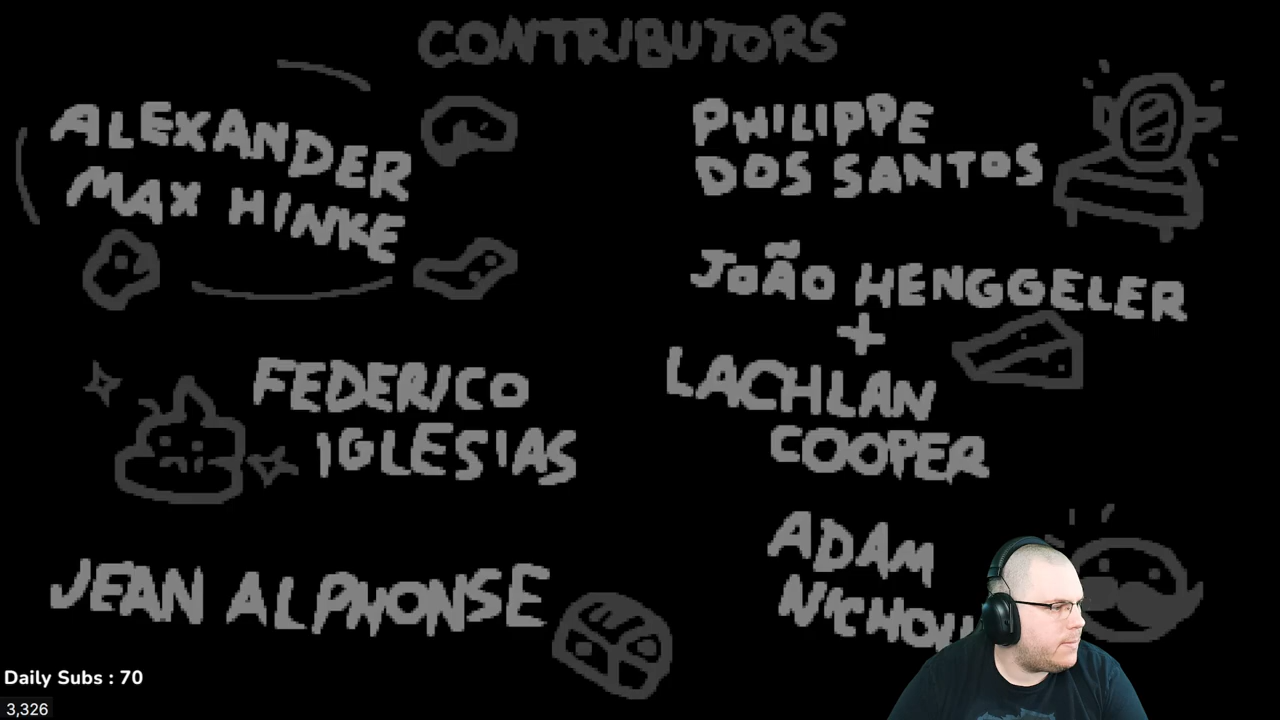 CONTRIBUTORS
ALEXANDER
MAX HINKE
PHILIPPE
DOS SANTOS
JOÃO HENGGELER
+
LACHLAN
COOPER
FEDERICO
IGLESIAS
JEAN ALPHONSE
ADAM
Daily Subs : 70
3,326